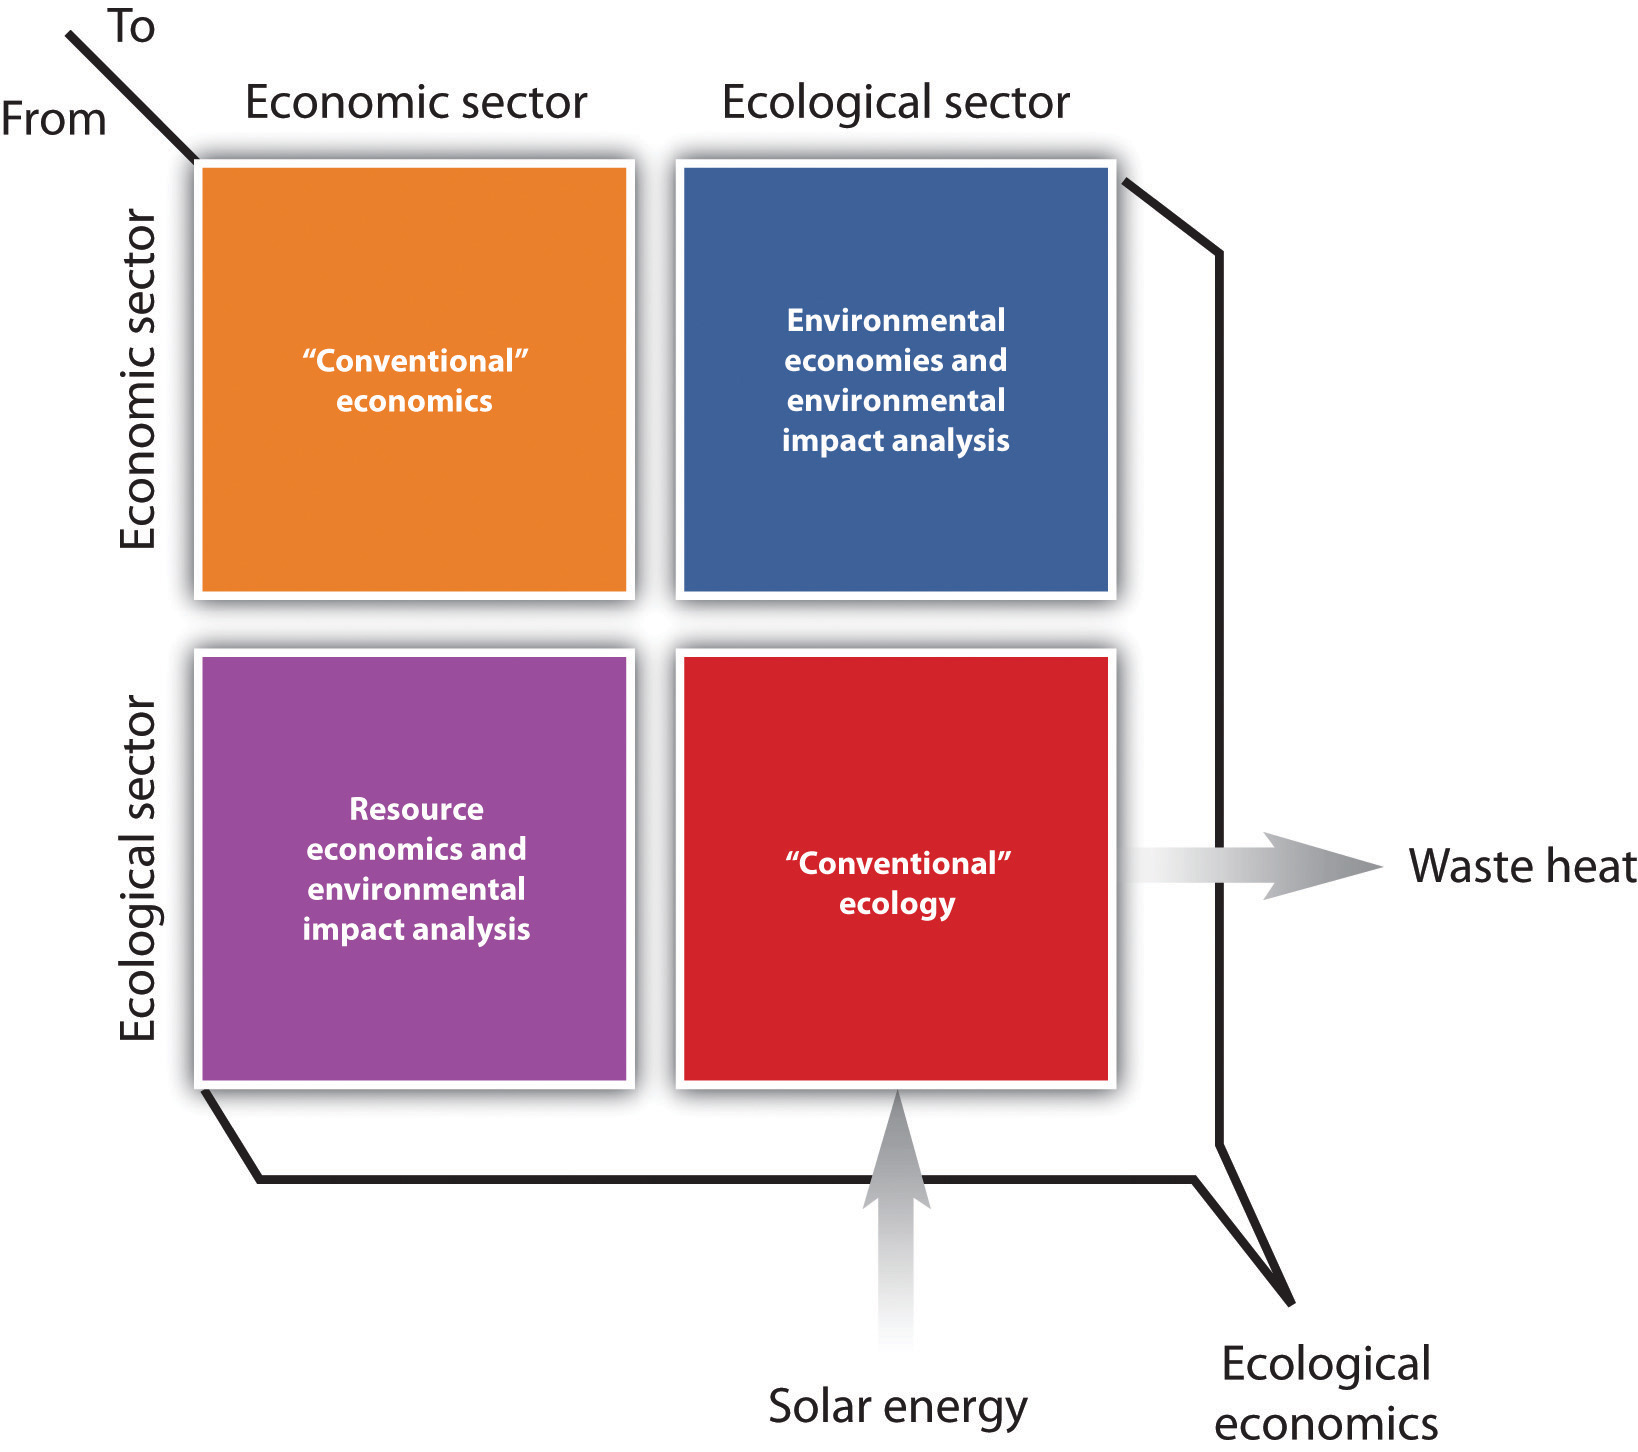 To
From
Economic sector
Ecological sector
Economic sector
“Conventional”
economics
Environmental
economies and
environmental
impact analysis
Ecological sector
Resource
economics and
environmental
impact analysis
“Conventional”
ecology
Waste heat
Solar energy
Ecological
economics